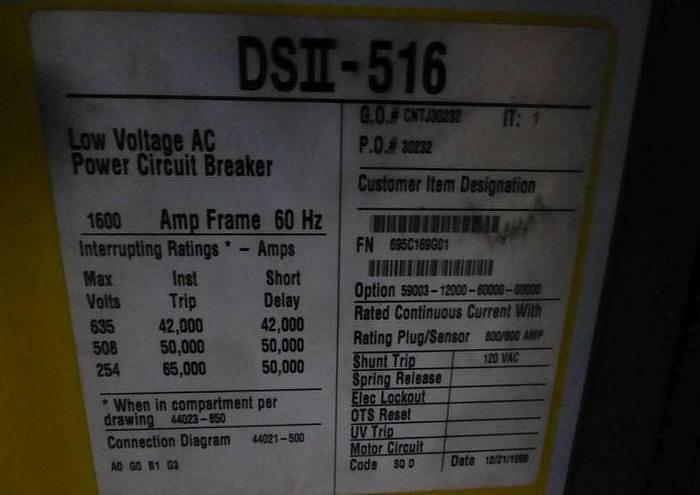 DSII-516
Low Voltage AC
Power Circuit Breaker
1600 Amp Frame 60 Hz
Interrupting Ratings * - Amps
Max Inst Short
Volts Trip Delay
635 42,000 42,000
508 50,000 50,000
254 65,000 50,000
* When in compartment per
drawing 44023-850
Connection Diagram 44021-500
A0 G0 B1 G3
G.O.# CNTJ30232 IT: 1
P.O.# 30232
Customer Item Designation
FN 695C169G01
Option 59003-12000-60000-00000
Rated Continuous Current With
Rating Plug/Sensor 800/800 AMP
Shunt Trip 120 VAC
Spring Release
Elec Lockout
OTS Reset
UV Trip
Motor Circuit
Code SQ D Date 12/21/1999